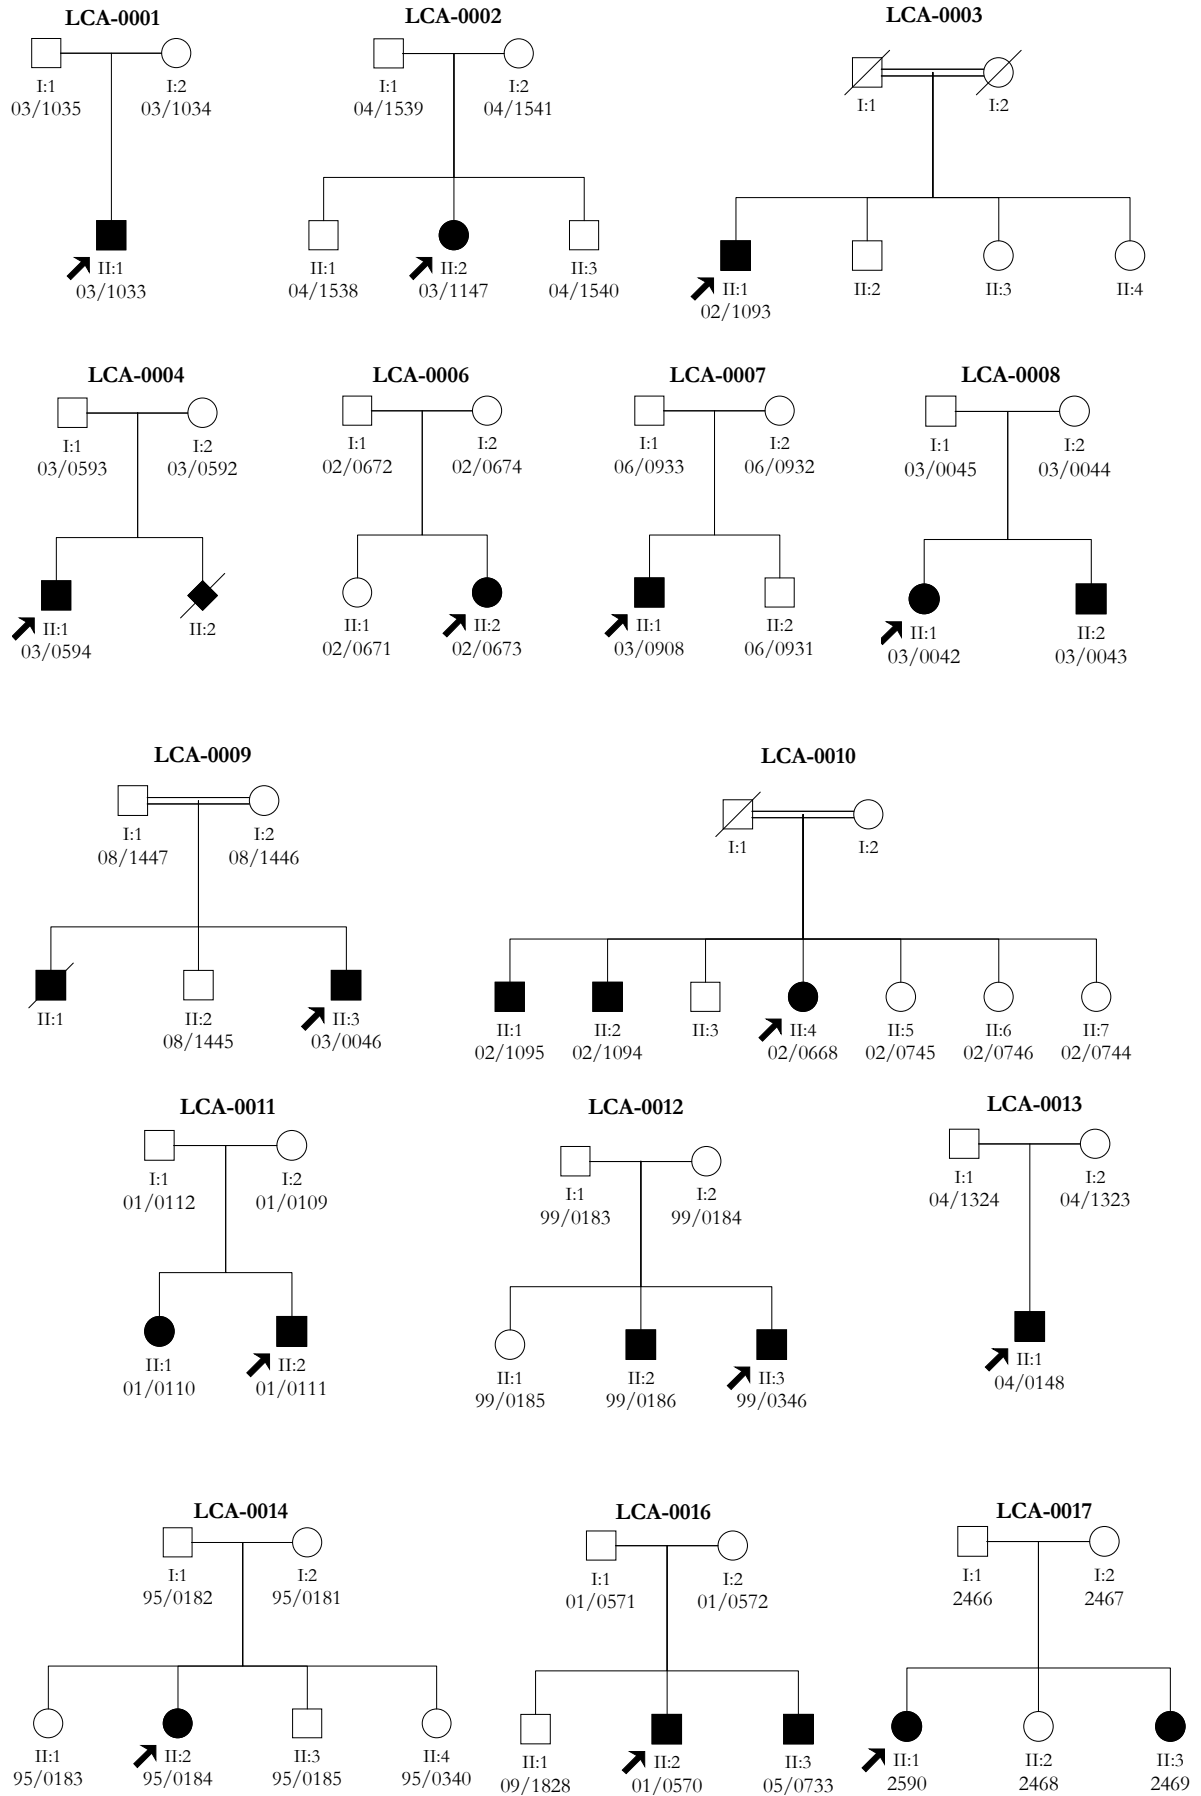 LCA-0001
I:1
03/1035
I:2
03/1034
II:1
03/1033
LCA-0002
I:1
04/1539
I:2
04/1541
II:1
04/1538
II:2
03/1147
II:3
04/1540
LCA-0003
I:1
I:2
II:1
02/1093
II:2
II:3
II:4
LCA-0004
I:1
03/0593
I:2
03/0592
II:1
03/0594
II:2
LCA-0006
I:1
02/0672
I:2
02/0674
II:1
02/0671
II:2
02/0673
LCA-0007
I:1
06/0933
I:2
06/0932
II:1
03/0908
II:2
06/0931
LCA-0008
I:1
03/0045
I:2
03/0044
II:1
03/0042
II:2
03/0043
LCA-0009
I:1
08/1447
I:2
08/1446
II:1
II:2
08/1445
II:3
03/0046
LCA-0010
I:1
I:2
II:1
02/1095
II:2
02/1094
II:3
II:4
02/0668
II:5
02/0745
II:6
02/0746
II:7
02/0744
LCA-0011
I:1
01/0112
I:2
01/0109
II:1
01/0110
II:2
01/0111
LCA-0012
I:1
99/0183
I:2
99/0184
II:1
99/0185
II:2
99/0186
II:3
99/0346
LCA-0013
I:1
04/1324
I:2
04/1323
II:1
04/0148
LCA-0014
I:1
95/0182
I:2
95/0181
II:1
95/0183
II:2
95/0184
II:3
95/0185
II:4
95/0340
LCA-0016
I:1
01/0571
I:2
01/0572
II:1
09/1828
II:2
01/0570
II:3
05/0733
LCA-0017
I:1
2466
I:2
2467
II:1
2590
II:2
2468
II:3
2469